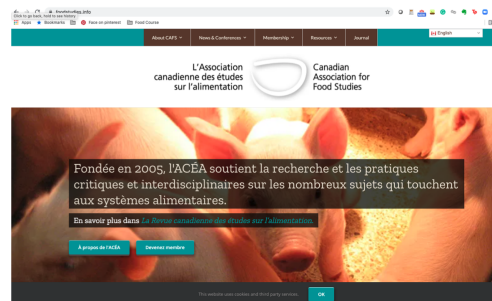 foodstudies.info
Click to go back, hold to see history
Apps Bookmarks Face on pinterest Food Course
About CAFS News & Conferences Membership Resources Journal
English
L'Association canadienne des études sur l'alimentation
Canadian Association for Food Studies
Fondée en 2005, l'ACÉA soutient la recherche et les pratiques
critiques et interdisciplinaires sur les nombreux sujets qui touchent
aux systèmes alimentaires.
En savoir plus dans La Revue canadienne des études sur l'alimentation.
À propos de l'ACÉA Devenez membre
This website uses cookies and third party services. OK